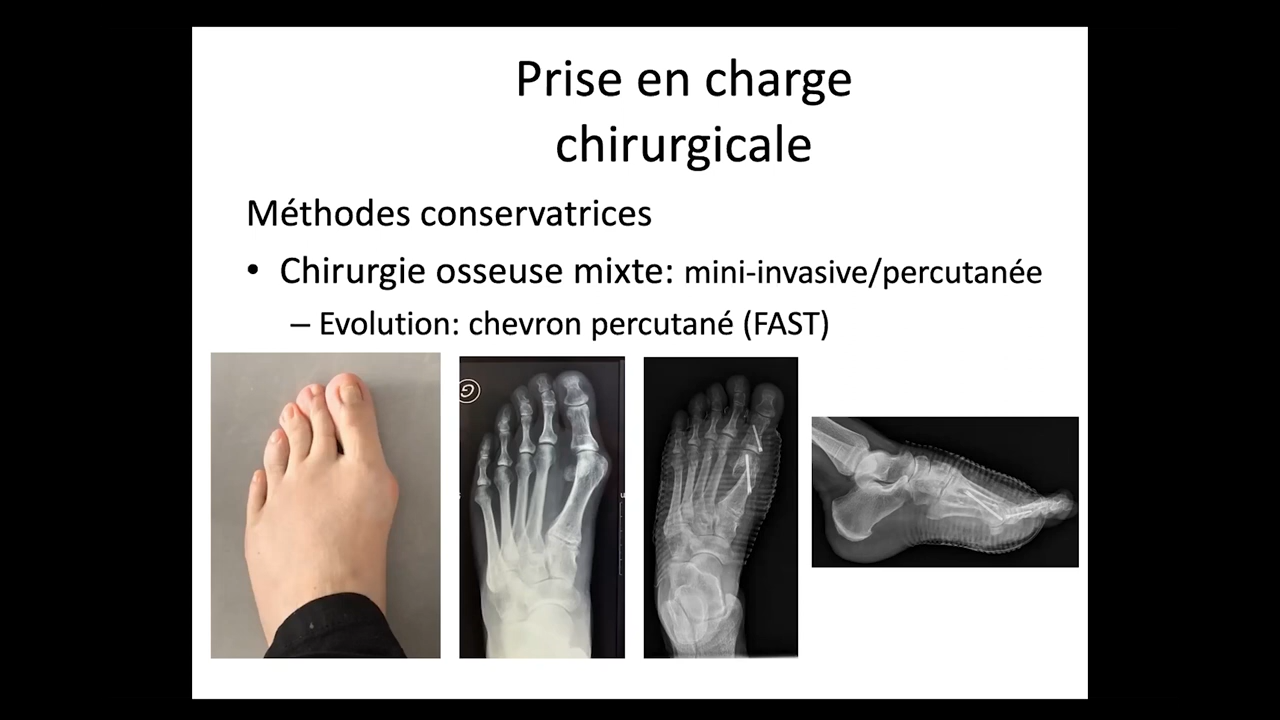 Prise en charge
chirurgicale
Méthodes conservatrices
• Chirurgie osseuse mixte: mini-invasive/percutanée
– Evolution: chevron percutané (FAST)